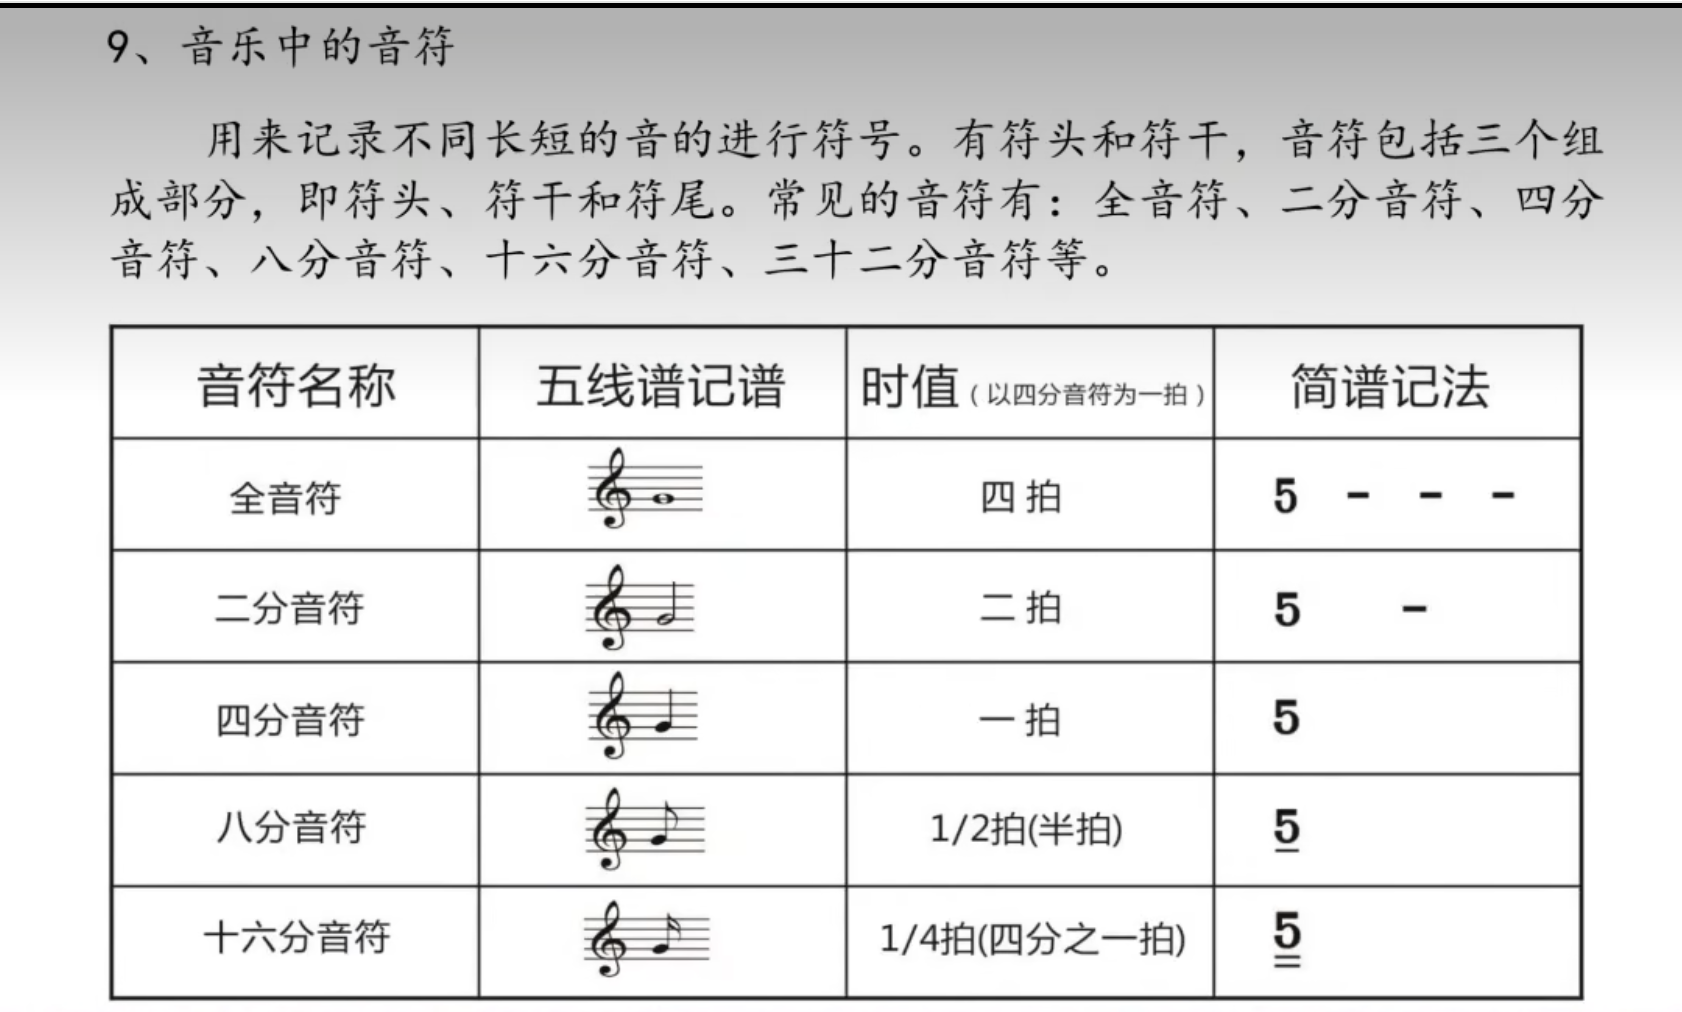 9、音乐中的音符
用来记录不同长短的音的进行符号。有符头和符干，音符包括三个组
成部分，即符头、符干和符尾。常见的音符有：全音符、二分音符、四分
音符、八分音符、十六分音符、三十二分音符等。
音符名称 五线谱记谱 时值（以四分音符为一拍） 简谱记法
全音符 四 拍 5 - - -
二分音符 二 拍 5 -
四分音符 一 拍 5
八分音符 1/2拍(半拍) 5
十六分音符 1/4拍(四分之一拍) 5